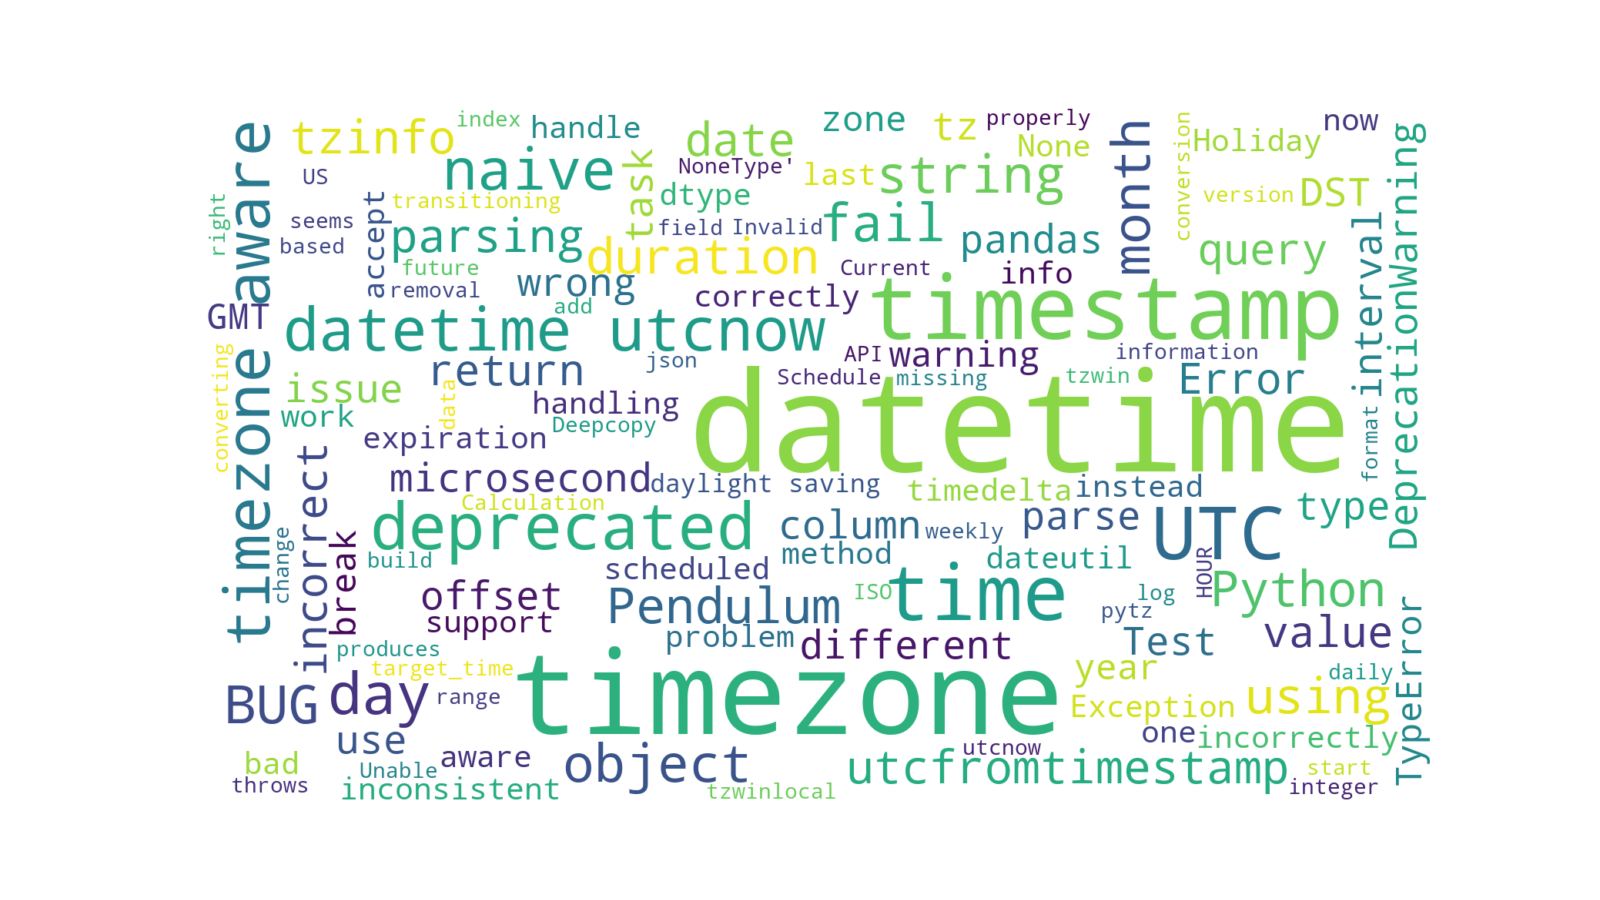 index
handle
date
zone
tz
properly
now
tzinfo
naive
NoneType'
None
Holiday
conversion
US
task
last
string
month
version
DST
DeprecationWarning
aware
right
transitioning
dtype
accept
seems
parsing
field
Invalid
fail
pandas
query
based
duration
interval
future
Current
info
removal
wrong
correctly
timestamp
add
GMT
datetime utcnow
timezone aware
converting
return
json
API
warning
information
Schedule
missing
tzwin
Error
issue
data
work
handling
datetime
Deepcopy
format
expiration
incorrect
microsecond
daylight saving
timedelta
instead
type
Calculation
deprecated
column
weekly
parse
UTC
change
break
build
method
dateutil
scheduled
HOUR
Python
offset
Pendulum
ISO
time
log
pytz
support
problem
different
Test
value
TypeError
produces
target_time
timezone
year
daily
BUG
day
range
Exception
using
use
aware
object
utcnow
one
incorrectly
bad
Unable
utcfromtimestamp
start
throws
inconsistent
tzwinlocal
integer